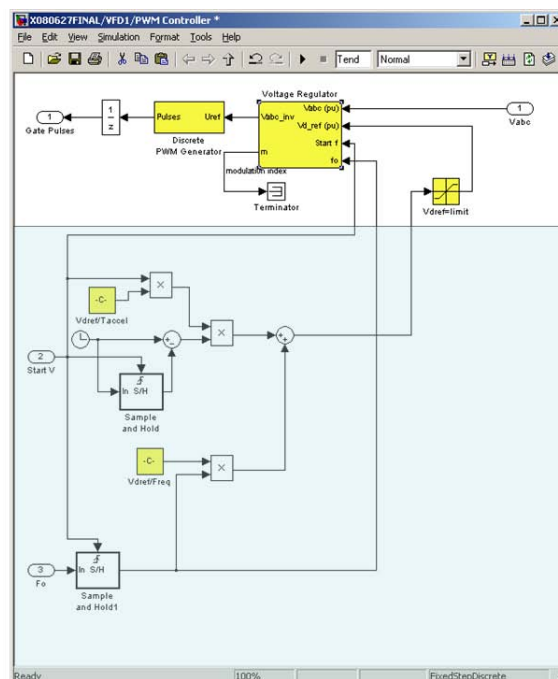 X080627FINAL/VFD1/PWM Controller *
File Edit View Simulation Format Tools Help
Tend Normal
Voltage Regulator
1
Gate Pulses
1
z
Pulses Uref
Discrete
PWM Generator
Vabc_inv
m
Vabc (pu)
Vd_ref (pu)
Start f
fo
1
Vabc
modulation index
Terminator
Vdref=limit
×
-C-
Vdref/Taccel
×
+
-
+
+
2
Start V
In S/H
Sample
and Hold
-C-
Vdref/Freq
×
3
Fo
In S/H
Sample
and Hold1
Ready 100% FixedStepDiscrete